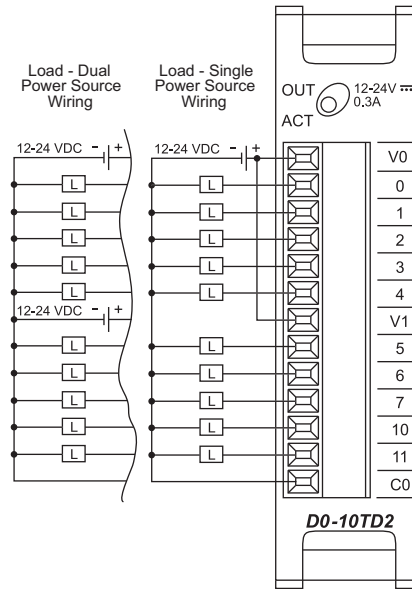 Load - Dual
Power Source
Wiring
Load - Single
Power Source
Wiring
OUT
12-24V ⎓
0.3A
ACT
12-24 VDC - +
12-24 VDC - +
V0
L
L
0
L
L
1
L
L
2
L
L
3
L
L
4
12-24 VDC - +
V1
L
L
5
L
L
6
L
L
7
L
L
10
L
L
11
C0
D0-10TD2